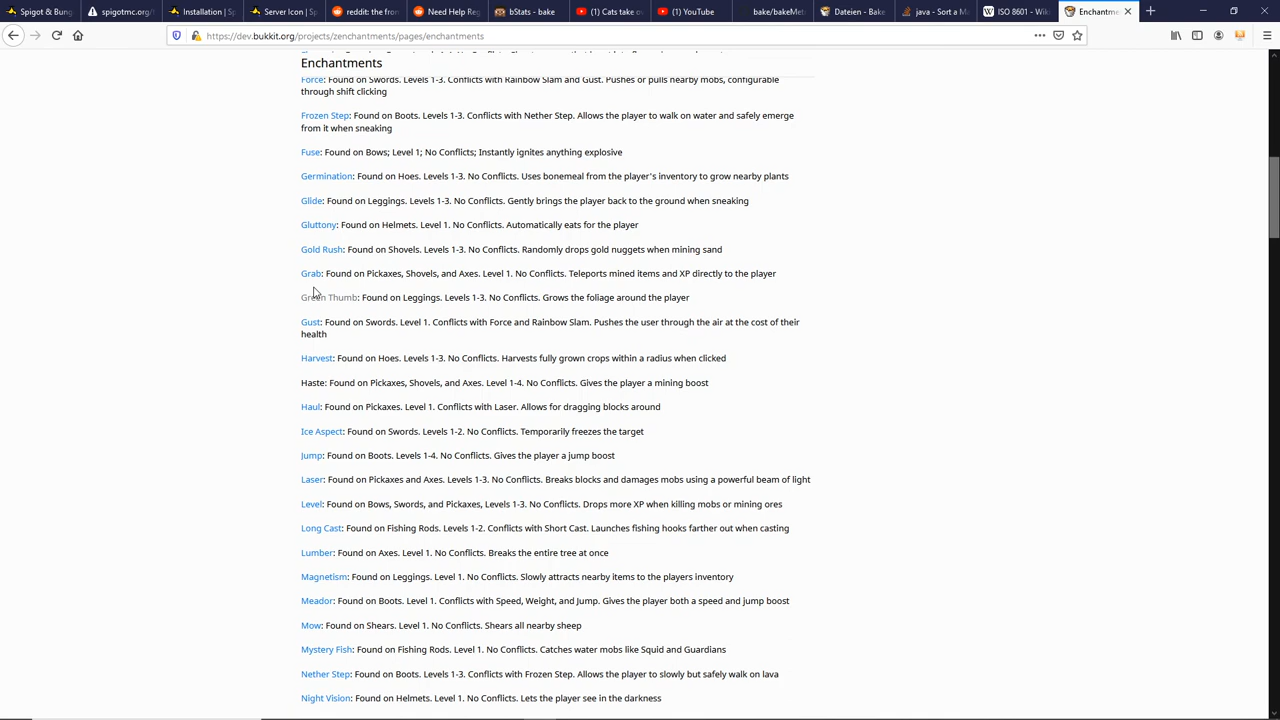 Spigot & Bung
spigotmc.org/
Installation | S
Server Icon | S
reddit: the fron
Need Help Reg
bStats - bake
(1) Cats take o
(1) YouTube
bake/bakeMet
Dateien - Bake
java - Sort a M
ISO 8601 – Wik
Enchantme
https://dev.bukkit.org/projects/zenchantments/pages/enchantments
Enchantments
Force: Found on Swords. Levels 1-3. Conflicts with Rainbow Slam and Gust. Pushes or pulls nearby mobs, configurable
through shift clicking
Frozen Step: Found on Boots. Levels 1-3. Conflicts with Nether Step. Allows the player to walk on water and safely emerge
from it when sneaking
Fuse: Found on Bows; Level 1; No Conflicts; Instantly ignites anything explosive
Germination: Found on Hoes. Levels 1-3. No Conflicts. Uses bonemeal from the player's inventory to grow nearby plants
Glide: Found on Leggings. Levels 1-3. No Conflicts. Gently brings the player back to the ground when sneaking
Gluttony: Found on Helmets. Level 1. No Conflicts. Automatically eats for the player
Gold Rush: Found on Shovels. Levels 1-3. No Conflicts. Randomly drops gold nuggets when mining sand
Grab: Found on Pickaxes, Shovels, and Axes. Level 1. No Conflicts. Teleports mined items and XP directly to the player
Green Thumb: Found on Leggings. Levels 1-3. No Conflicts. Grows the foliage around the player
Gust: Found on Swords. Level 1. Conflicts with Force and Rainbow Slam. Pushes the user through the air at the cost of their
health
Harvest: Found on Hoes. Levels 1-3. No Conflicts. Harvests fully grown crops within a radius when clicked
Haste: Found on Pickaxes, Shovels, and Axes. Level 1-4. No Conflicts. Gives the player a mining boost
Haul: Found on Pickaxes. Level 1. Conflicts with Laser. Allows for dragging blocks around
Ice Aspect: Found on Swords. Levels 1-2. No Conflicts. Temporarily freezes the target
Jump: Found on Boots. Levels 1-4. No Conflicts. Gives the player a jump boost
Laser: Found on Pickaxes and Axes. Levels 1-3. No Conflicts. Breaks blocks and damages mobs using a powerful beam of light
Level: Found on Bows, Swords, and Pickaxes, Levels 1-3. No Conflicts. Drops more XP when killing mobs or mining ores
Long Cast: Found on Fishing Rods. Levels 1-2. Conflicts with Short Cast. Launches fishing hooks farther out when casting
Lumber: Found on Axes. Level 1. No Conflicts. Breaks the entire tree at once
Magnetism: Found on Leggings. Level 1. No Conflicts. Slowly attracts nearby items to the players inventory
Meador: Found on Boots. Level 1. Conflicts with Speed, Weight, and Jump. Gives the player both a speed and jump boost
Mow: Found on Shears. Level 1. No Conflicts. Shears all nearby sheep
Mystery Fish: Found on Fishing Rods. Level 1. No Conflicts. Catches water mobs like Squid and Guardians
Nether Step: Found on Boots. Levels 1-3. Conflicts with Frozen Step. Allows the player to slowly but safely walk on lava
Night Vision: Found on Helmets. Level 1. No Conflicts. Lets the player see in the darkness